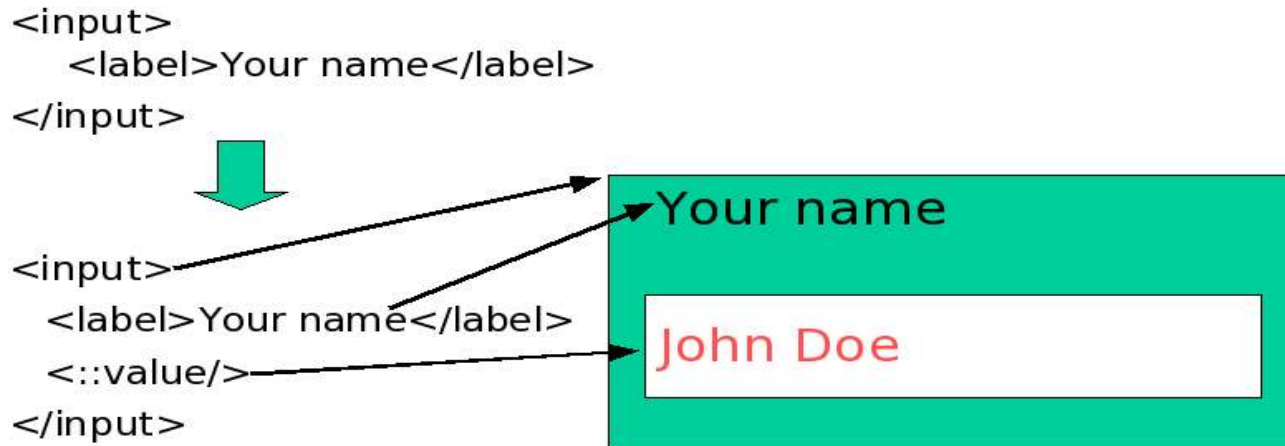 <input>
<label>Your name</label>
</input>
<input>
<label>Your name</label>
<::value/>
</input>
Your name
John Doe